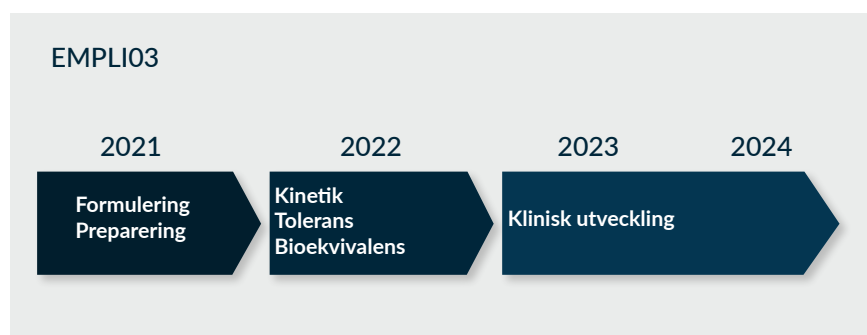 EMPLI03
2021
2022
2023
2024
Formulering
Preparering
Kinetik
Tolerans
Bioekvivalens
Klinisk utveckling